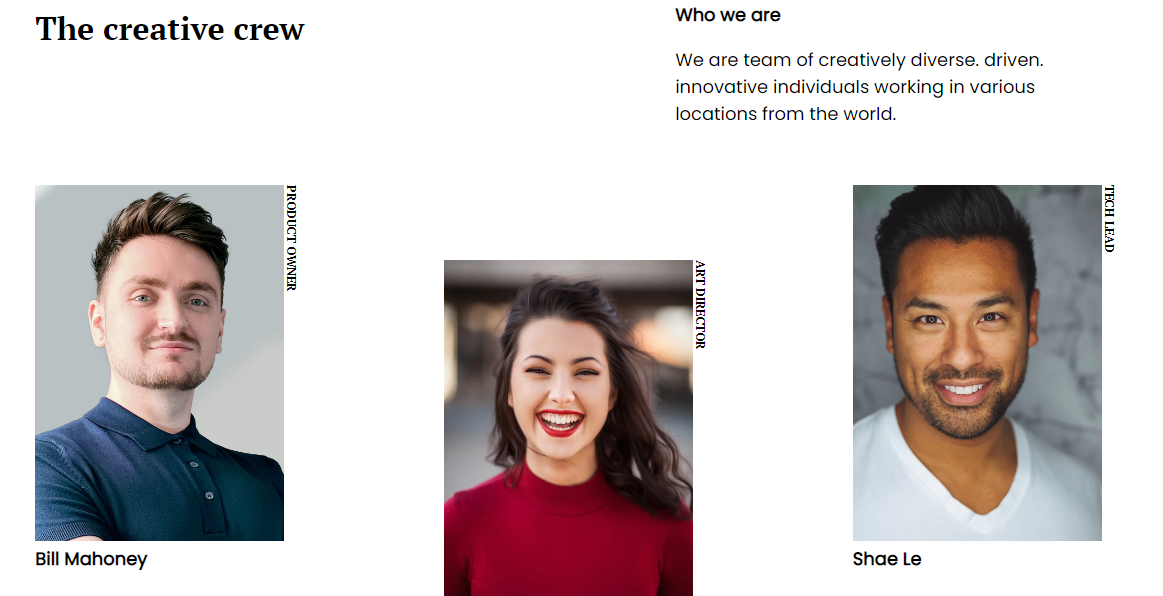 The creative crew
Who we are
We are team of creatively diverse. driven.
innovative individuals working in various
locations from the world.
PRODUCT OWNER
Bill Mahoney
ART DIRECTOR
TECH LEAD
Shae Le